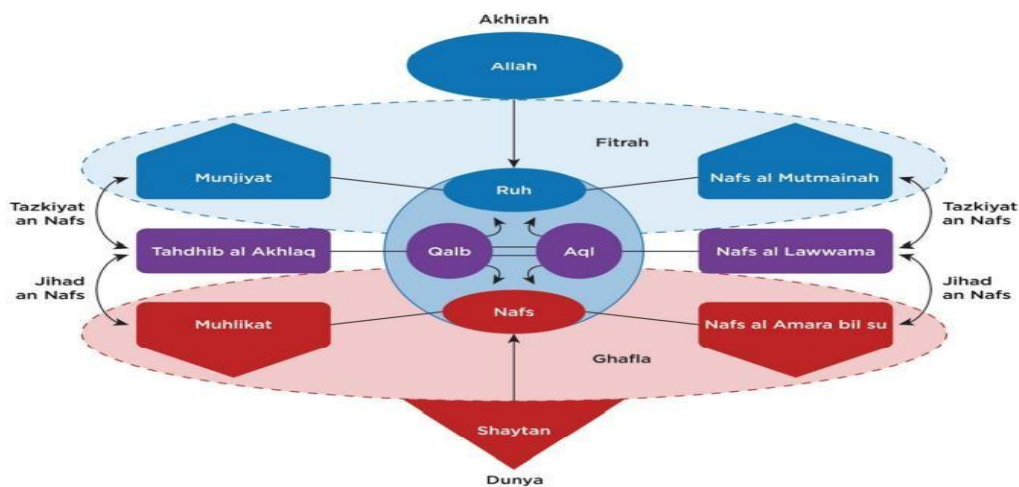 Akhirah
Allah
Fitrah
Munjiyat
Ruh
Nafs al Mutmainah
Tazkiyat
an Nafs
Tazkiyat
an Nafs
Tahdhib al Akhlaq
Qalb
Aql
Nafs al Lawwama
Jihad
an Nafs
Jihad
an Nafs
Muhlikat
Nafs
Nafs al Amara bil su
Ghafla
Shaytan
Dunya